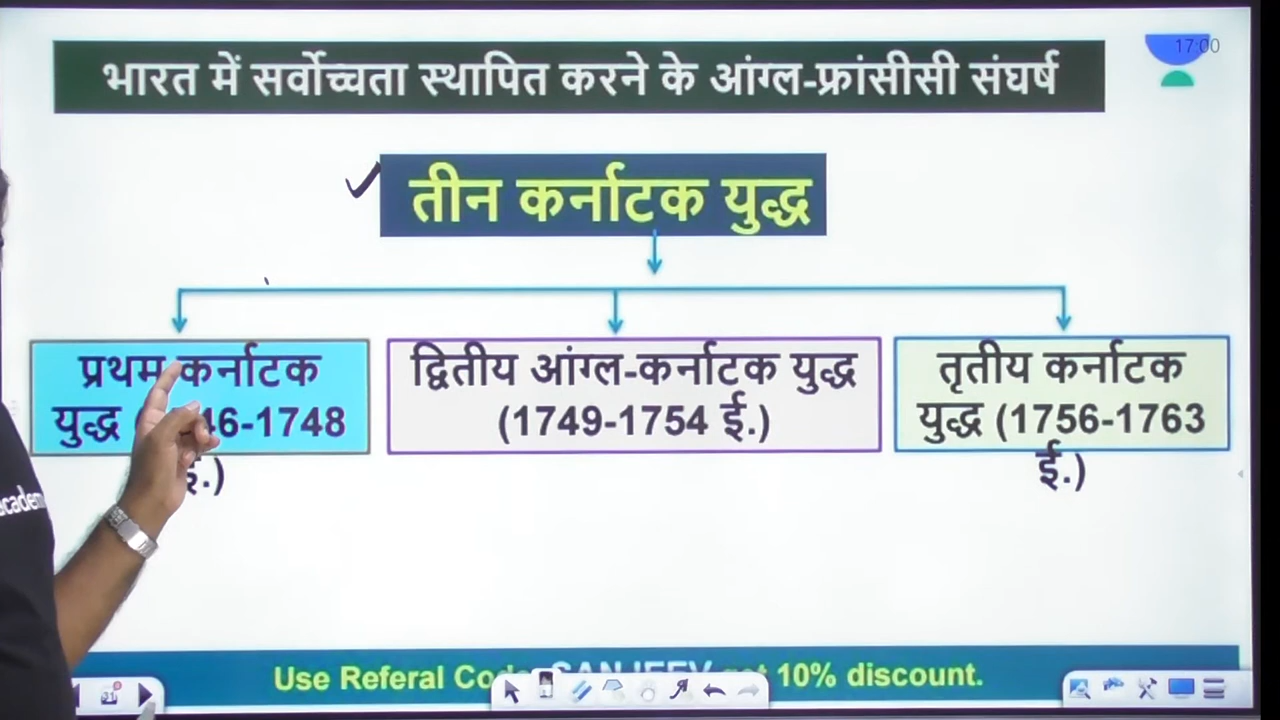 17:00
भारत में सर्वोच्चता स्थापित करने के आंग्ल-फ्रांसीसी संघर्ष
तीन कर्नाटक युद्ध
प्रथम कर्नाटक
युद्ध 46-1748
ई.)
द्वितीय आंग्ल-कर्नाटक युद्ध
(1749-1754 ई.)
तृतीय कर्नाटक
युद्ध (1756-1763
ई.)
Use Referal 10% discount.